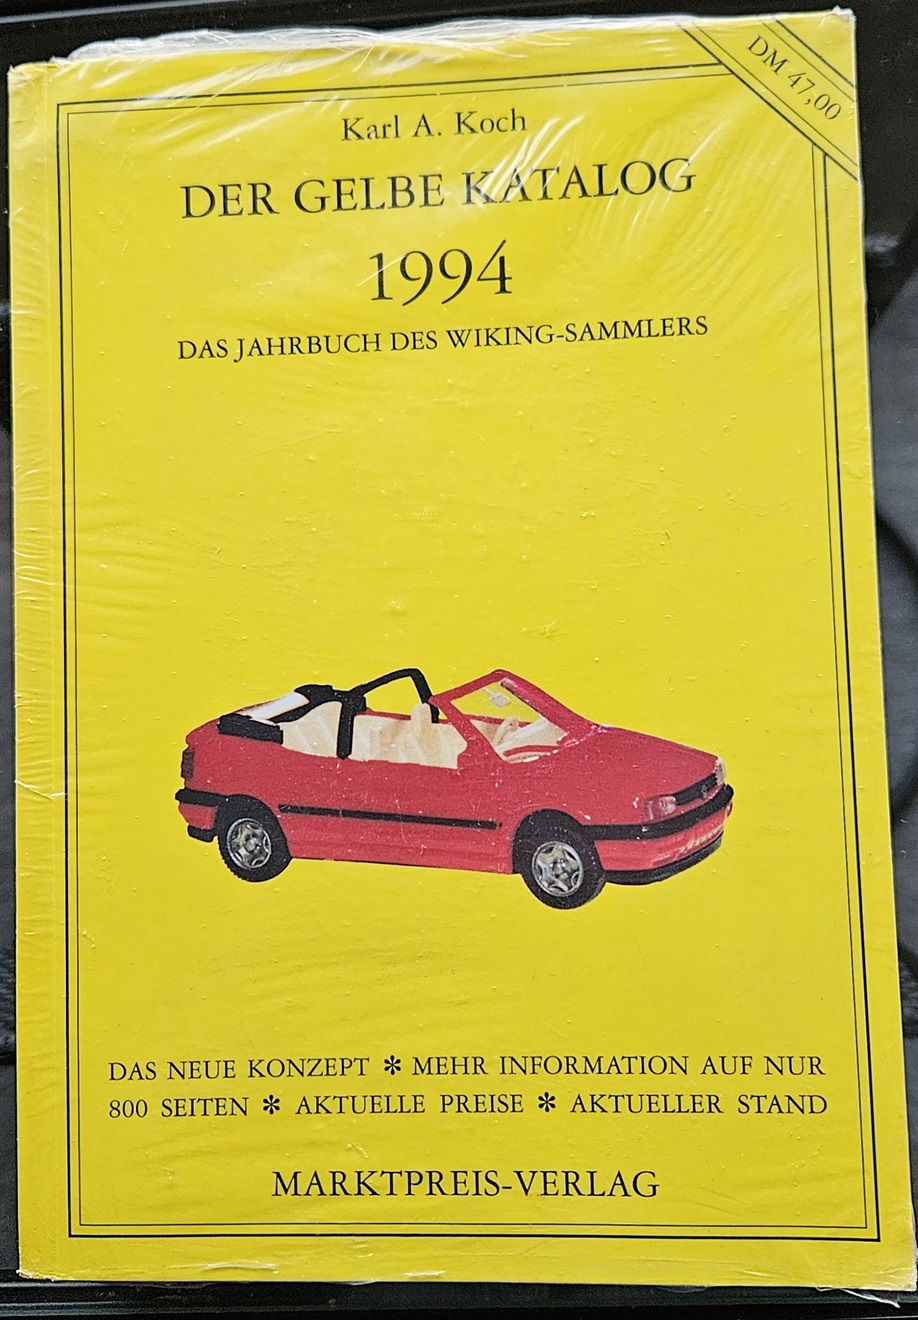 DM 47,00
Karl A. Koch
DER GELBE KATALOG
1994
DAS JAHRBUCH DES WIKING-SAMMLERS
DAS NEUE KONZEPT ✻ MEHR INFORMATION AUF NUR
800 SEITEN ✻ AKTUELLE PREISE ✻ AKTUELLER STAND
MARKTPREIS-VERLAG